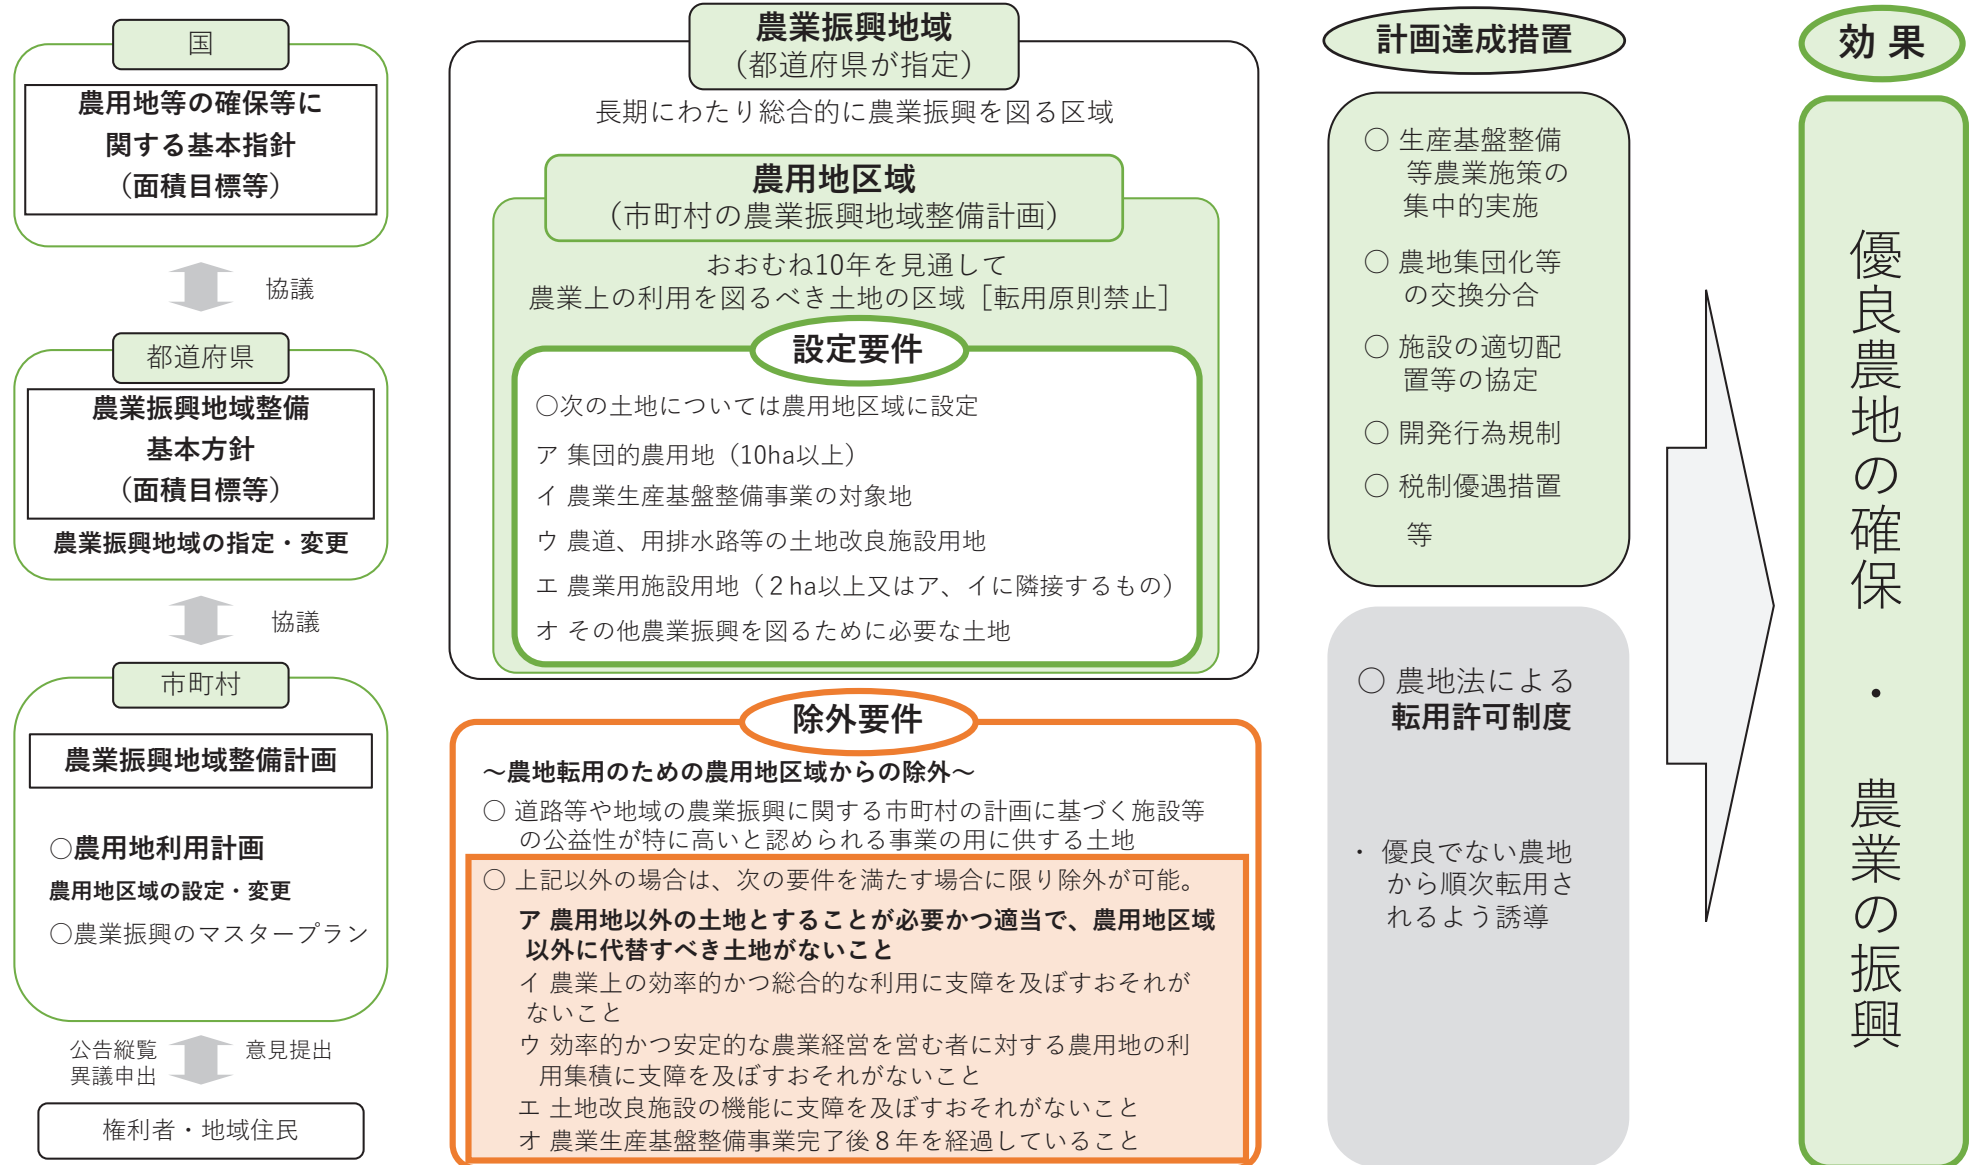 国
農用地等の確保等に
関する基本指針
（面積目標等）
協議
都道府県
農業振興地域整備
基本方針
（面積目標等）
農業振興地域の指定・変更
協議
市町村
農業振興地域整備計画
○農用地利用計画
農用地区域の設定・変更
○農業振興のマスタープラン
公告縦覧
異議申出
意見提出
権利者・地域住民
農業振興地域
（都道府県が指定）
長期にわたり総合的に農業振興を図る区域
農用地区域
（市町村の農業振興地域整備計画）
おおむね10年を見通して
農業上の利用を図るべき土地の区域［転用原則禁止］
設定要件
○次の土地については農用地区域に設定
ア 集団的農用地（10ha以上）
イ 農業生産基盤整備事業の対象地
ウ 農道、用排水路等の土地改良施設用地
エ 農業用施設用地（２ha以上又はア、イに隣接するもの）
オ その他農業振興を図るために必要な土地
除外要件
～農地転用のための農用地区域からの除外～
○ 道路等や地域の農業振興に関する市町村の計画に基づく施設等
の公益性が特に高いと認められる事業の用に供する土地
○ 上記以外の場合は、次の要件を満たす場合に限り除外が可能。
ア 農用地以外の土地とすることが必要かつ適当で、農用地区域
以外に代替すべき土地がないこと
イ 農業上の効率的かつ総合的な利用に支障を及ぼすおそれが
ないこと
ウ 効率的かつ安定的な農業経営を営む者に対する農用地の利
用集積に支障を及ぼすおそれがないこと
エ 土地改良施設の機能に支障を及ぼすおそれがないこと
オ 農業生産基盤整備事業完了後８年を経過していること
計画達成措置
○ 生産基盤整備
等農業施策の
集中的実施
○ 農地集団化等
の交換分合
○ 施設の適切配
置等の協定
○ 開発行為規制
○ 税制優遇措置
等
○ 農地法による
転用許可制度
・ 優良でない農地
から順次転用さ
れるよう誘導
効 果
優良農地の確保 ・ 農業の振興